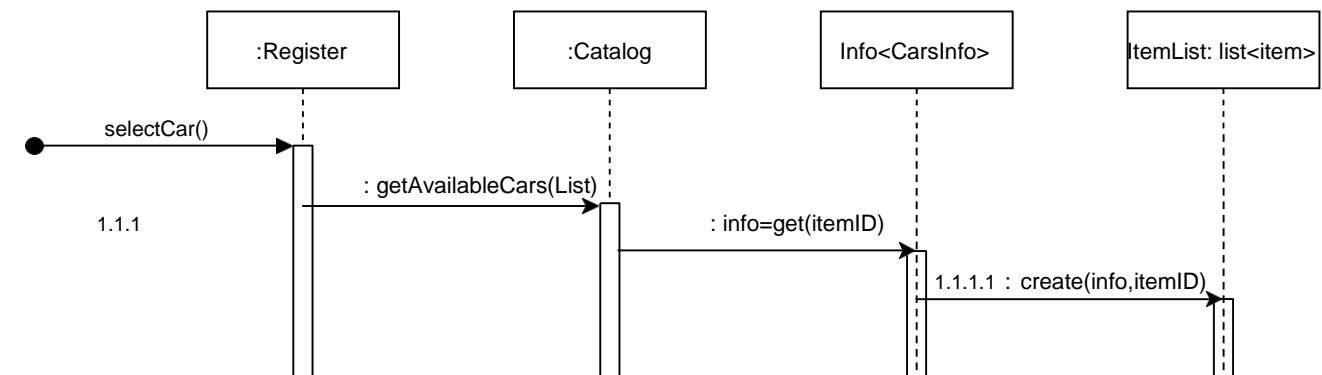 :Register
:Catalog
Info<CarsInfo>
ItemList: list<item>
selectCar()
: getAvailableCars(List)
1.1.1
: info=get(itemID)
1.1.1.1 : create(info,itemID)